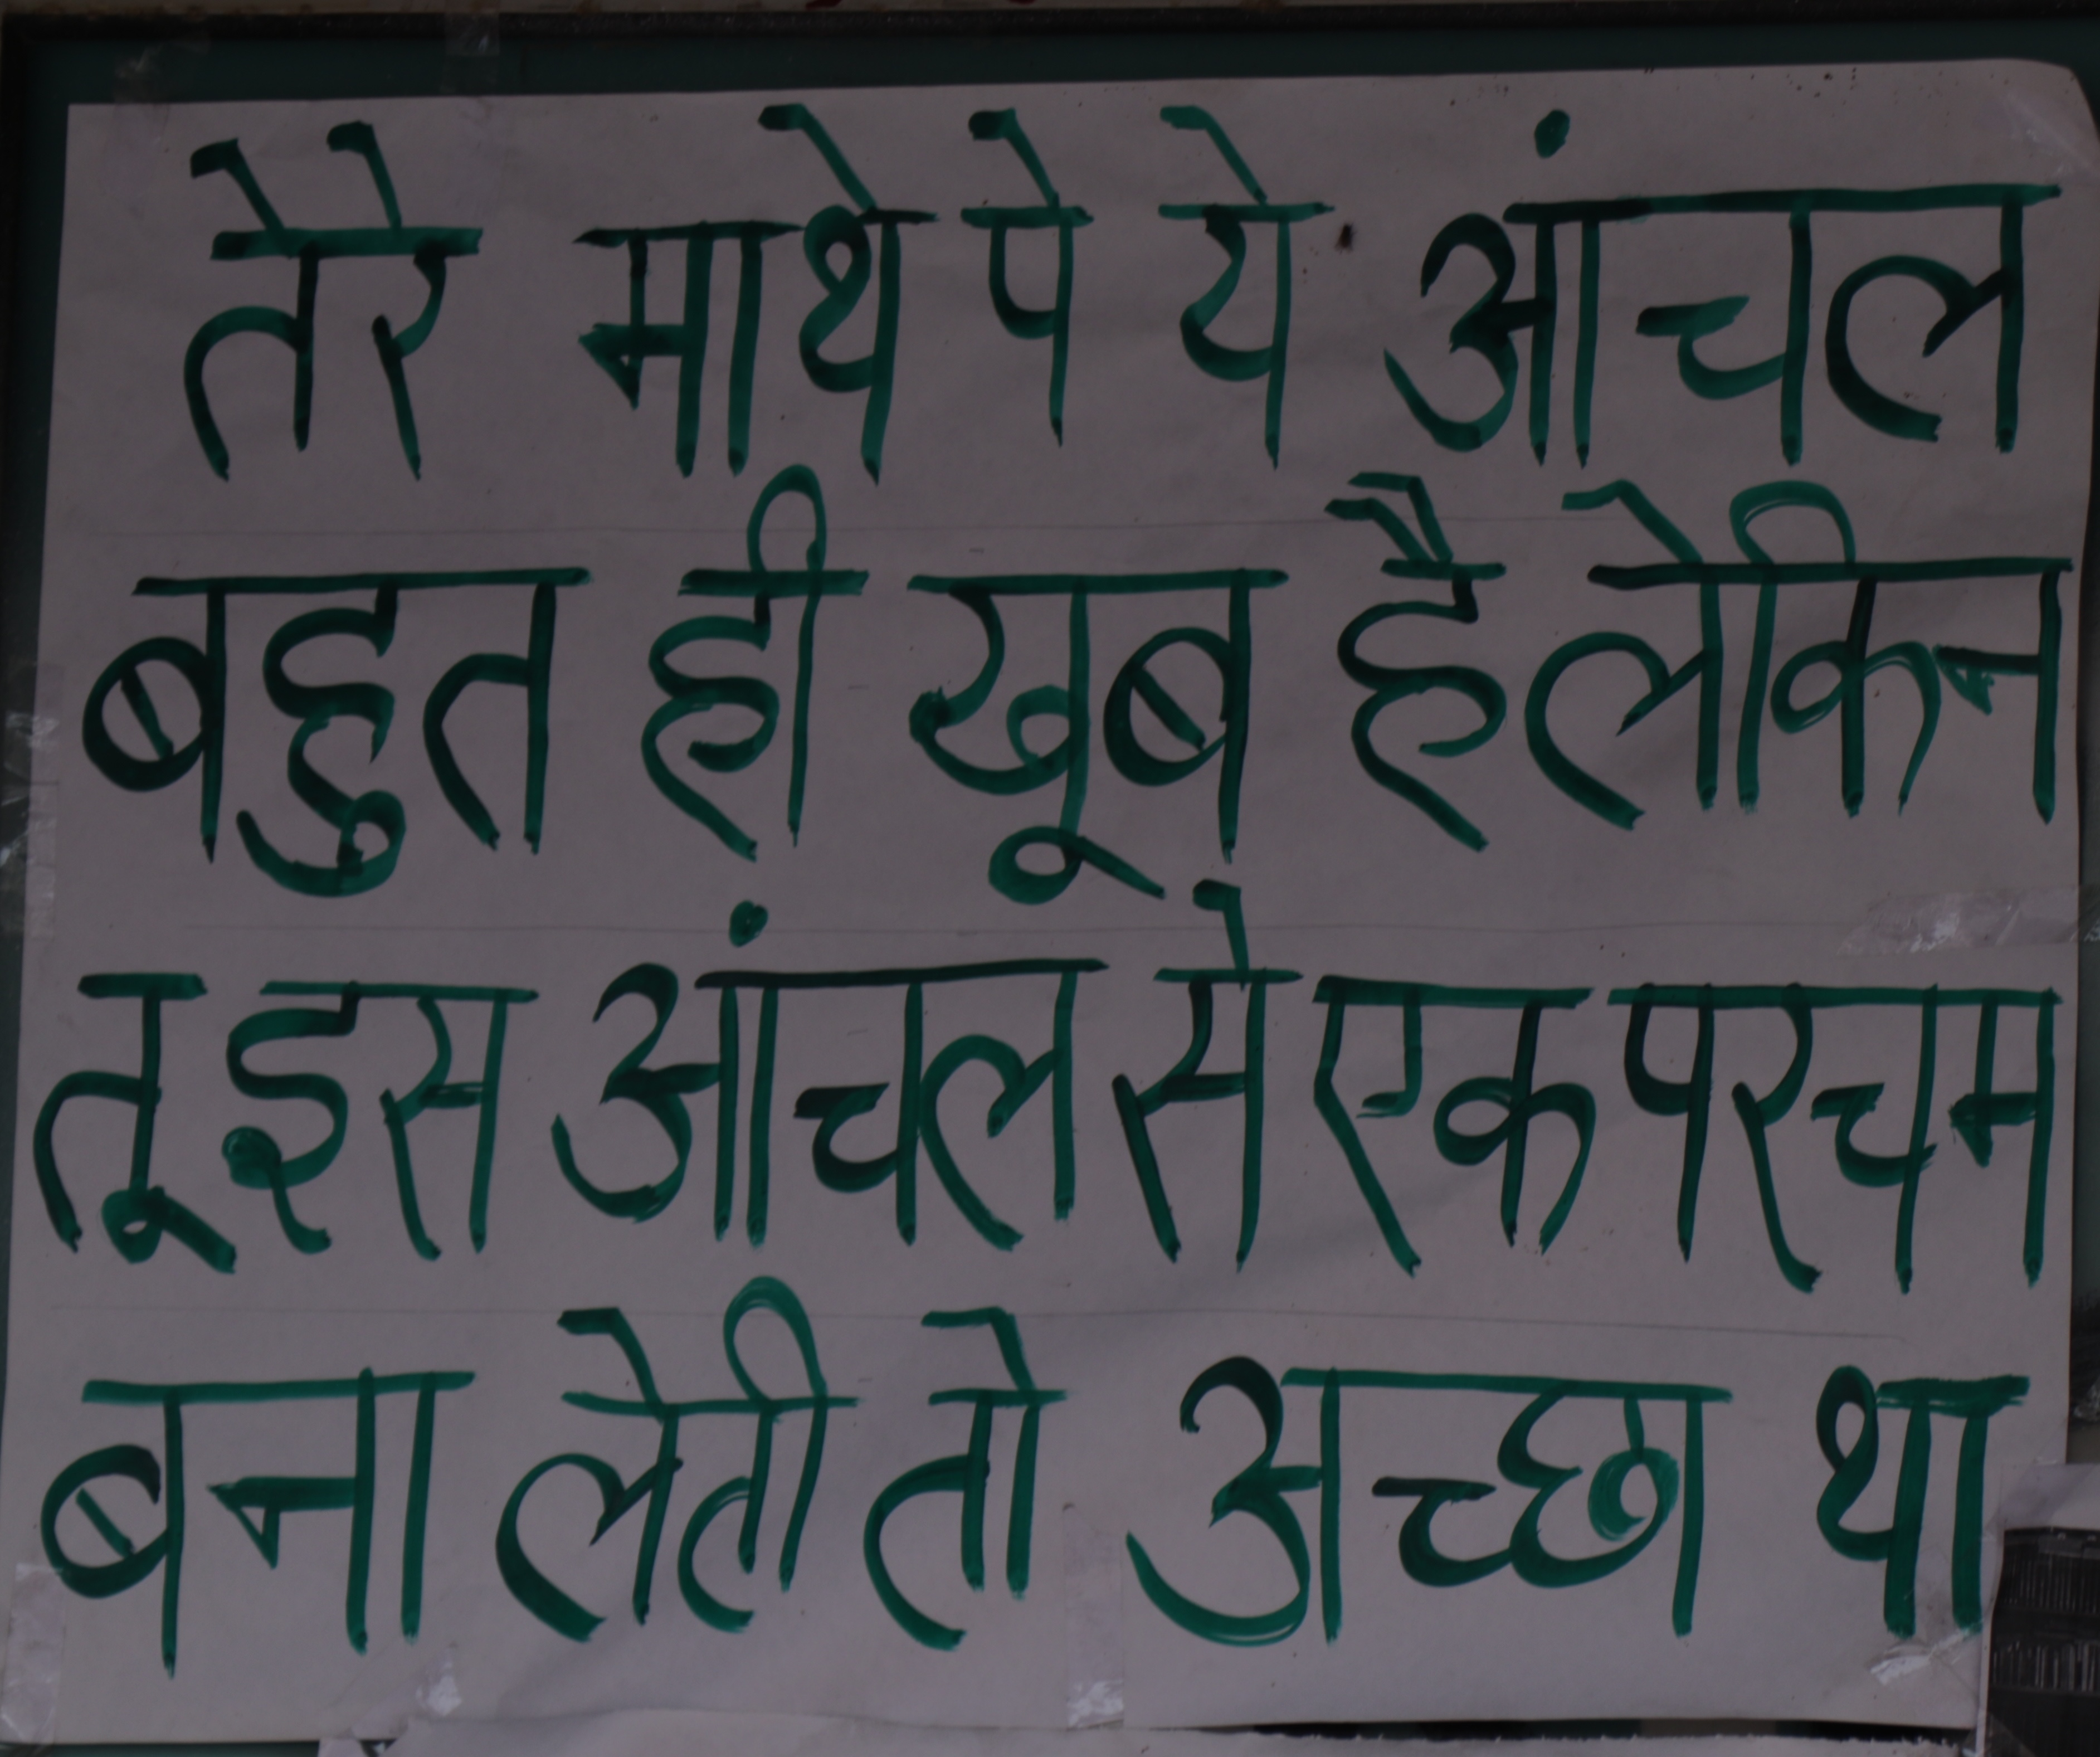 तेरे माथे पे ये आंचल
बहुत ही खूब है लेकिन
तू इस आंचल से एक परचम
बना लेती तो अच्छा था